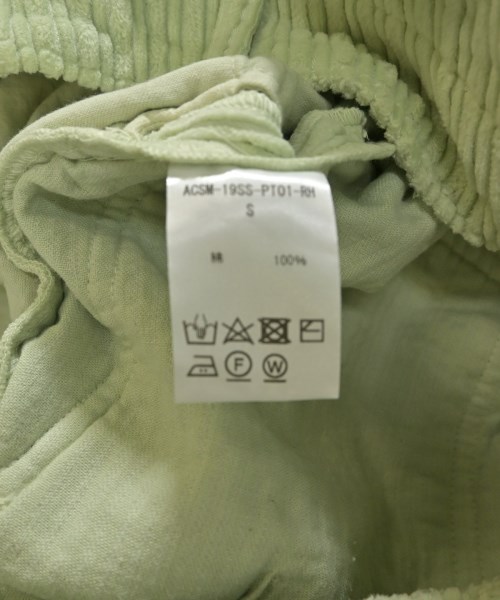 ACSM-19SS-PT01-RH
S
綿 100%
F W